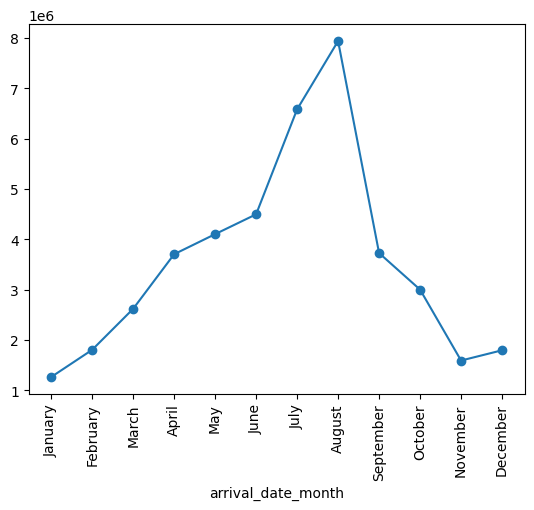 1e6
8
7
6
5
4
3
2
1
January
February
March
April
May
June
July
August
September
October
November
December
arrival_date_month